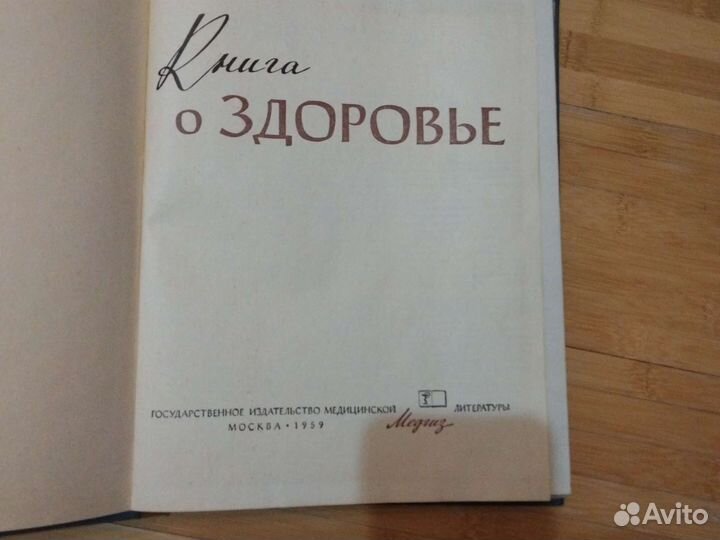 Книга
о ЗДОРОВЬЕ
ГОСУДАРСТВЕННОЕ ИЗДАТЕЛЬСТВО МЕДИЦИНСКОЙ ЛИТЕРАТУРЫ
МОСКВА • 1959 Медгиз
Avito